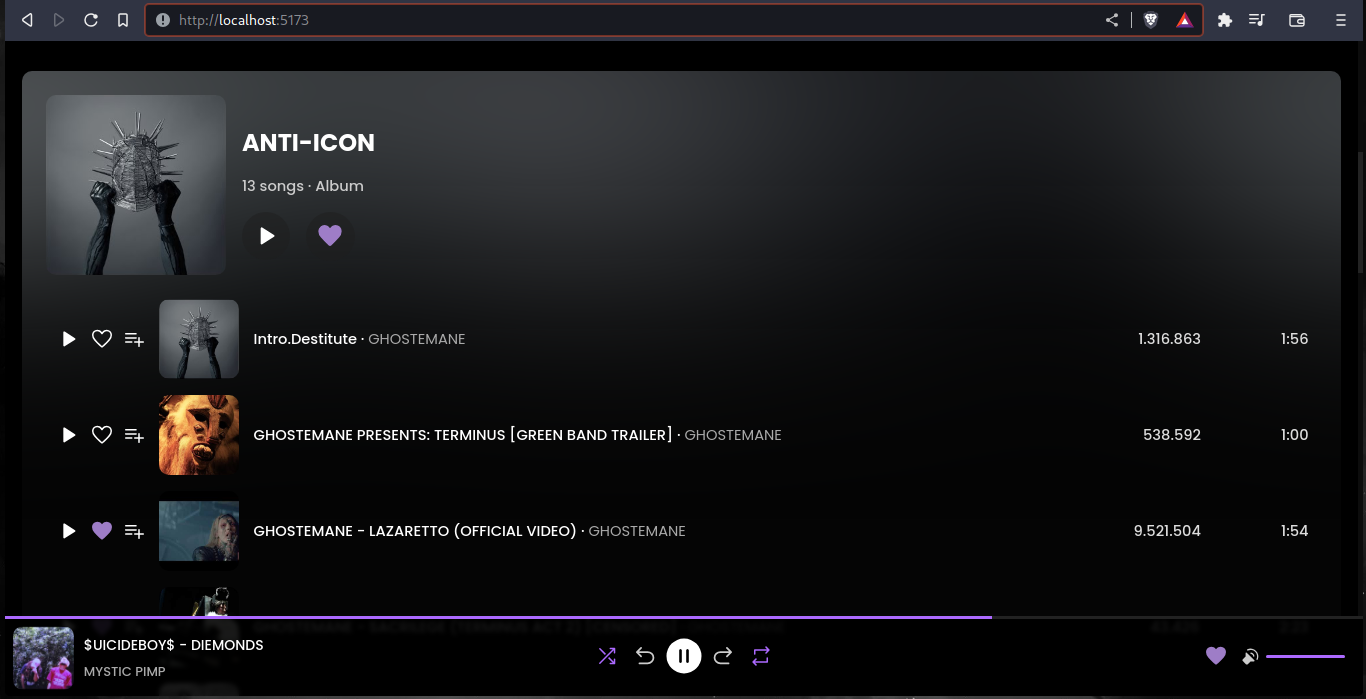 http://localhost:5173
ANTI-ICON
13 songs · Album
Intro.Destitute · GHOSTEMANE 1.316.863 1:56
GHOSTEMANE PRESENTS: TERMINUS [GREEN BAND TRAILER] · GHOSTEMANE 538.592 1:00
GHOSTEMANE - LAZARETTO (OFFICIAL VIDEO) · GHOSTEMANE 9.521.504 1:54
$UICIDEBOY$ - DIEMONDS
MYSTIC PIMP